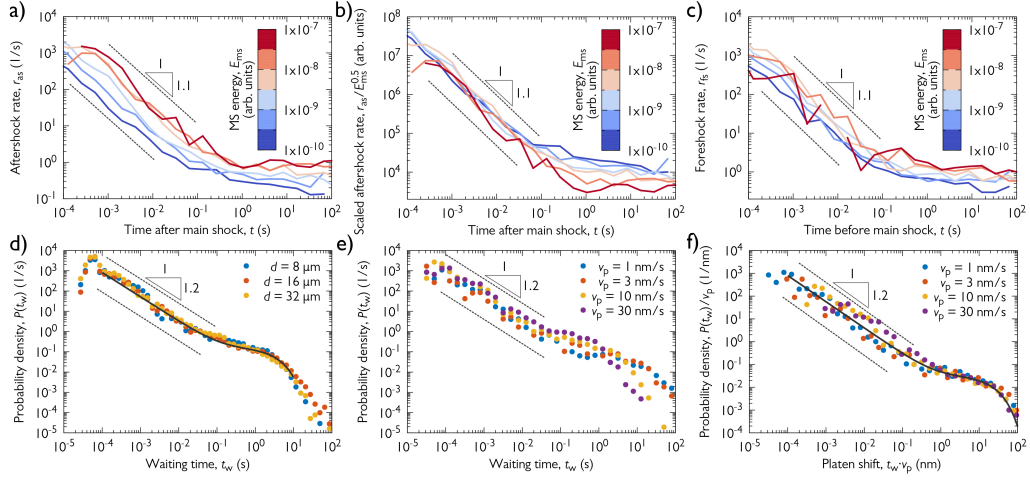 a)
Aftershock rate, r_as (1/s)
10^4
10^3
10^2
10^1
10^0
10^-1
10^-4 10^-3 10^-2 10^-1 10^0 10^1 10^2
Time after main shock, t (s)
1
1.1
MS energy, E_ms
(arb. units)
1×10^-7
1×10^-8
1×10^-9
1×10^-10
b)
Scaled aftershock rate, r_as/E_ms^0.5 (arb. units)
10^8
10^7
10^6
10^5
10^4
10^3
10^-4 10^-3 10^-2 10^-1 10^0 10^1 10^2
Time after main shock, t (s)
1
1.1
MS energy, E_ms
(arb. units)
1×10^-7
1×10^-8
1×10^-9
1×10^-10
c)
Foreshock rate, r_fs (1/s)
10^4
10^3
10^2
10^1
10^0
10^-1
10^-4 10^-3 10^-2 10^-1 10^0 10^1 10^2
Time before main shock, t (s)
1
1.1
MS energy, E_ms
(arb. units)
1×10^-7
1×10^-8
1×10^-9
1×10^-10
d)
Probability density, P(t_w) (1/s)
10^4
10^3
10^2
10^1
10^0
10^-1
10^-2
10^-3
10^-4
10^-5
10^-5 10^-4 10^-3 10^-2 10^-1 10^0 10^1 10^2
Waiting time, t_w (s)
1
1.2
d = 8 µm
d = 16 µm
d = 32 µm
e)
Probability density, P(t_w) (1/s)
10^4
10^3
10^2
10^1
10^0
10^-1
10^-2
10^-3
10^-4
10^-5
10^-5 10^-4 10^-3 10^-2 10^-1 10^0 10^1 10^2
Waiting time, t_w (s)
1
1.2
v_p = 1 nm/s
v_p = 3 nm/s
v_p = 10 nm/s
v_p = 30 nm/s
f)
Probability density, P(t_w)/v_p (1/nm)
10^4
10^3
10^2
10^1
10^0
10^-1
10^-2
10^-3
10^-4
10^-5 10^-4 10^-3 10^-2 10^-1 10^0 10^1 10^2
Platen shift, t_w·v_p (nm)
1
1.2
v_p = 1 nm/s
v_p = 3 nm/s
v_p = 10 nm/s
v_p = 30 nm/s